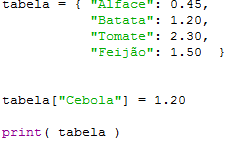 tabela = { "Alface": 0.45,
"Batata": 1.20,
"Tomate": 2.30,
"Feijão": 1.50 }
tabela["Cebola"] = 1.20
print( tabela )